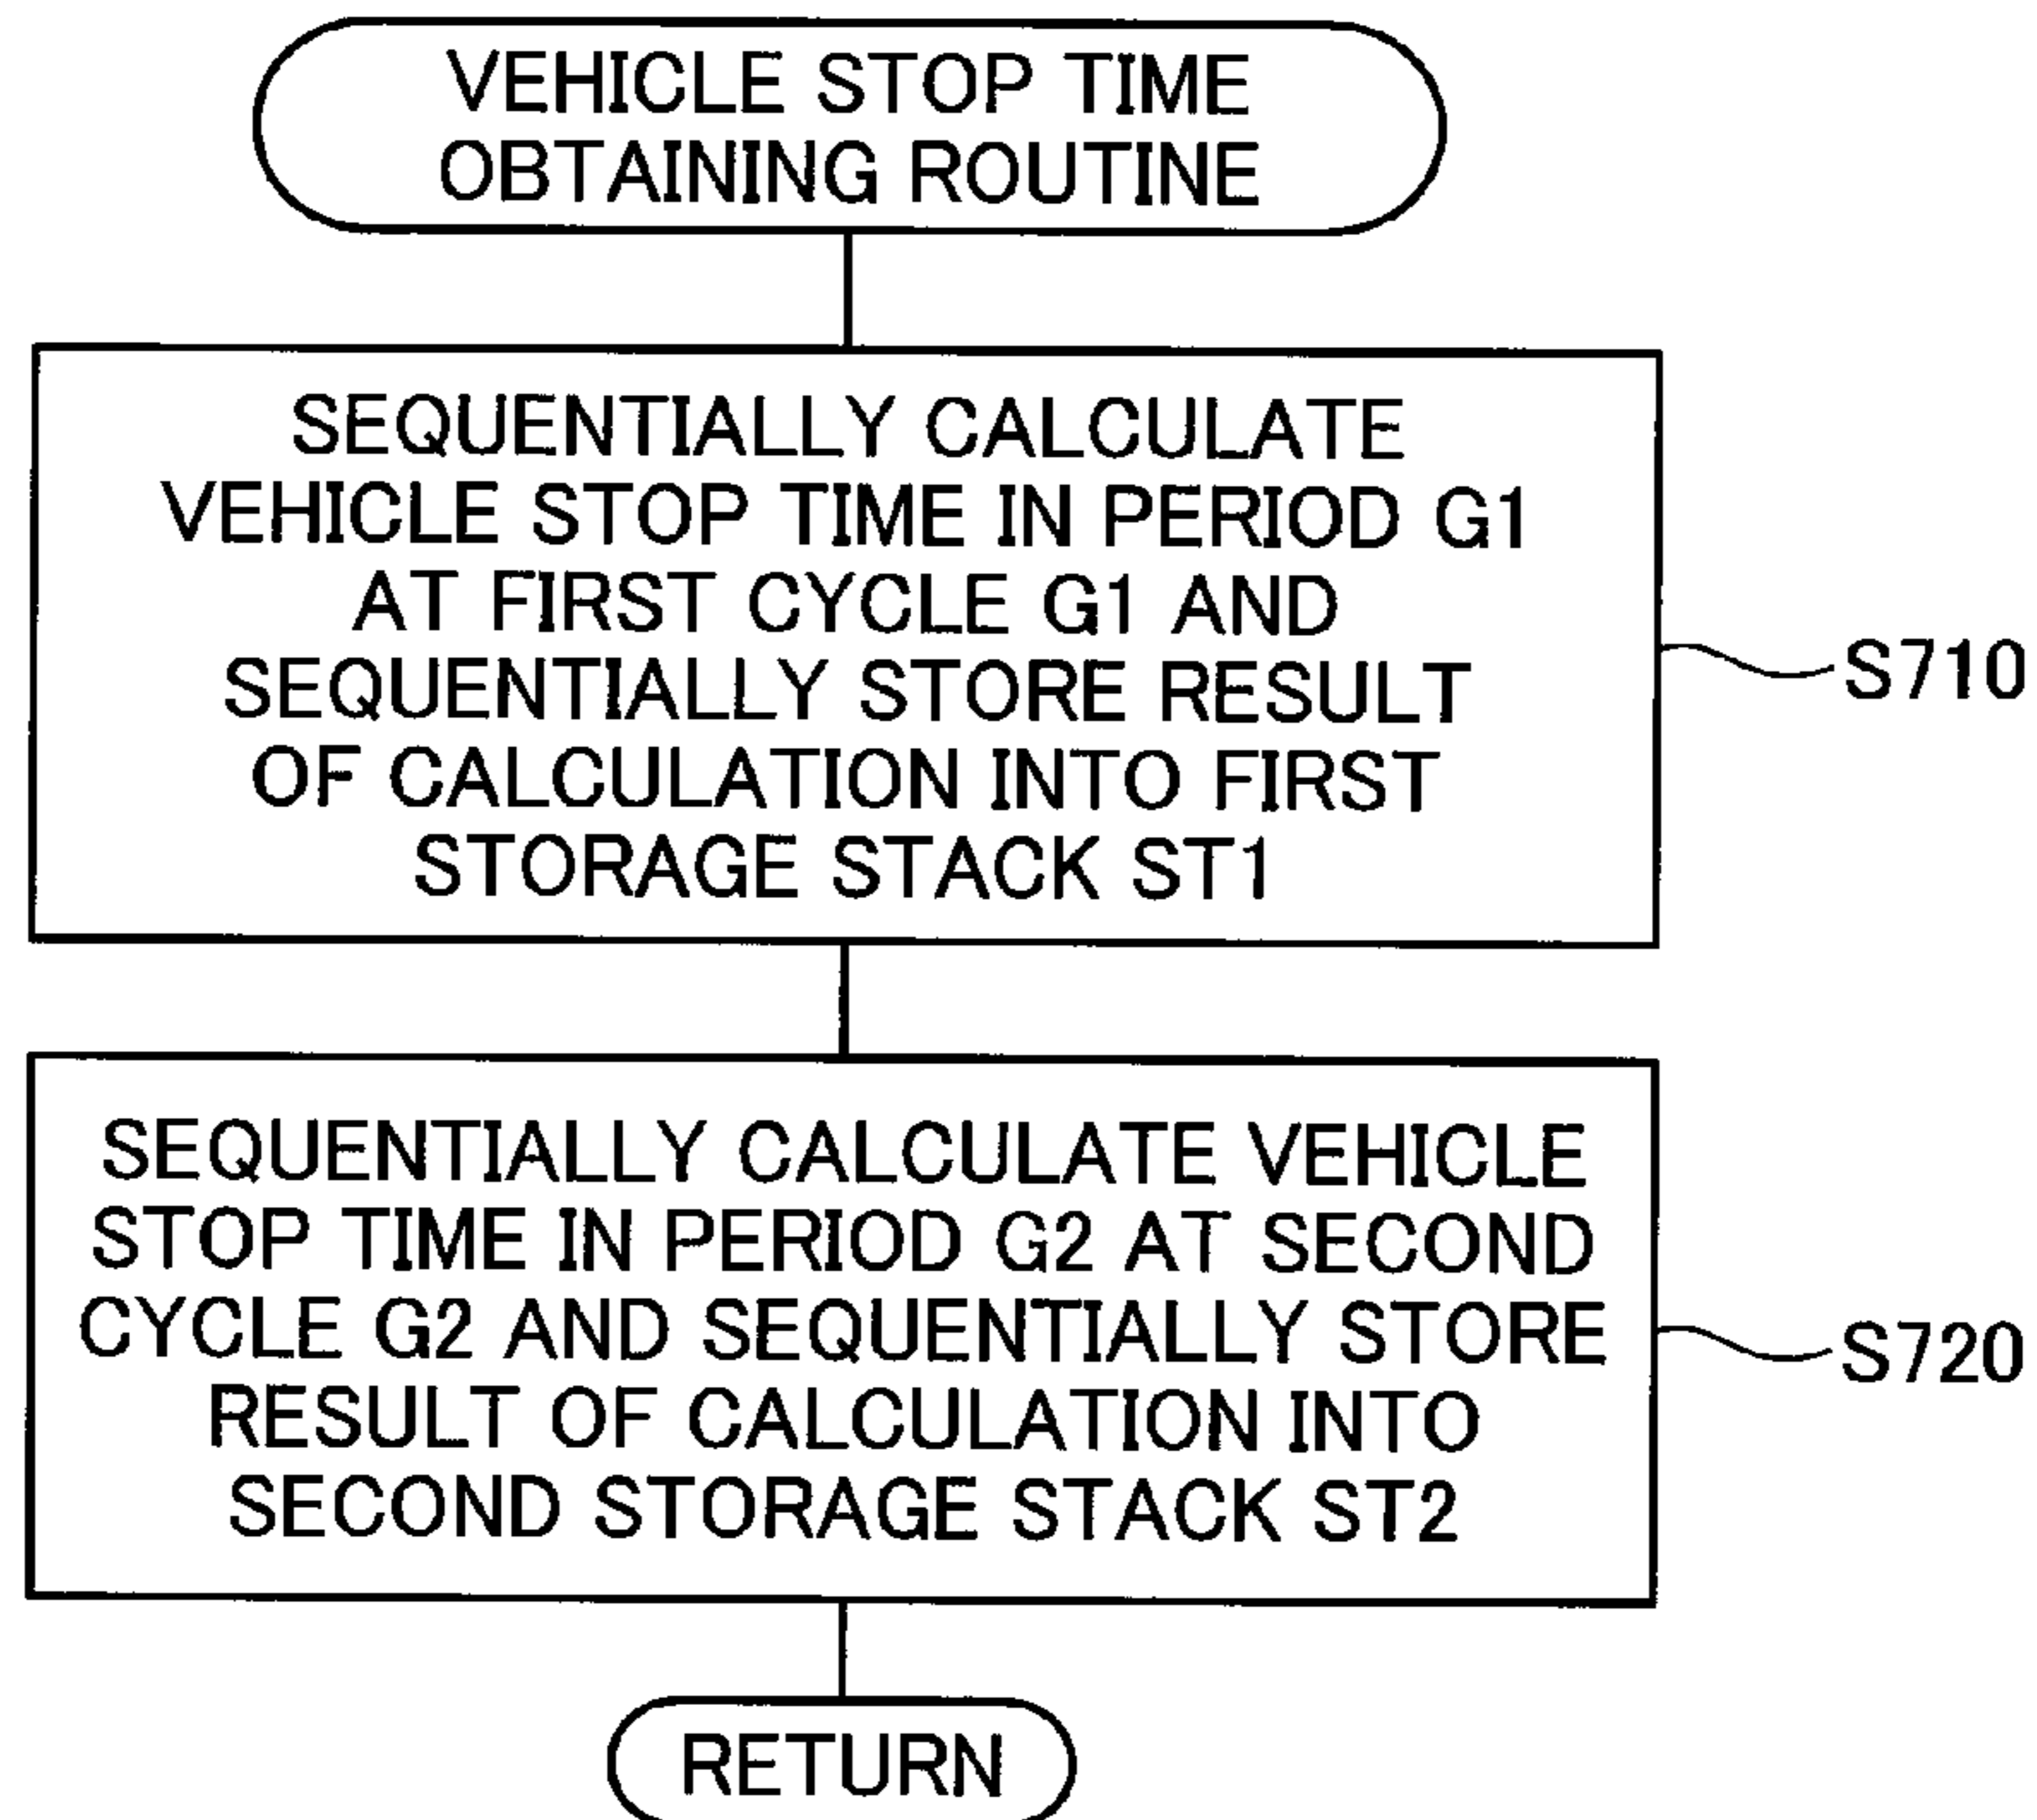 VEHICLE STOP TIME
OBTAINING ROUTINE
SEQUENTIALLY CALCULATE
VEHICLE STOP TIME IN PERIOD G1
AT FIRST CYCLE G1 AND
SEQUENTIALLY STORE RESULT
OF CALCULATION INTO FIRST
STORAGE STACK ST1
S710
SEQUENTIALLY CALCULATE VEHICLE
STOP TIME IN PERIOD G2 AT SECOND
CYCLE G2 AND SEQUENTIALLY STORE
RESULT OF CALCULATION INTO
SECOND STORAGE STACK ST2
S720
RETURN